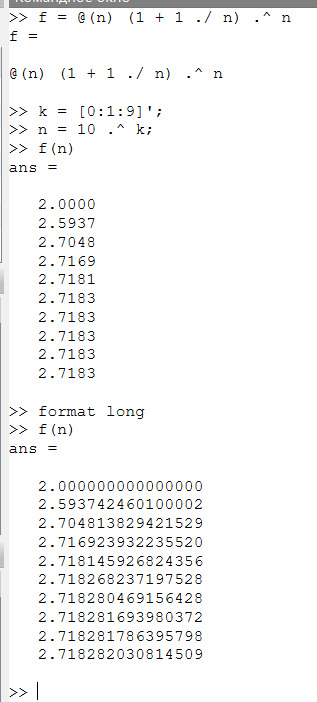 Командное окно
>> f = @(n) (1 + 1 ./ n) .^ n
f =
@(n) (1 + 1 ./ n) .^ n
>> k = [0:1:9]';
>> n = 10 .^ k;
>> f(n)
ans =
2.0000
2.5937
2.7048
2.7169
2.7181
2.7183
2.7183
2.7183
2.7183
2.7183
>> format long
>> f(n)
ans =
2.000000000000000
2.593742460100002
2.704813829421529
2.716923932235520
2.718145926824356
2.718268237197528
2.718280469156428
2.718281693980372
2.718281786395798
2.718282030814509
>>